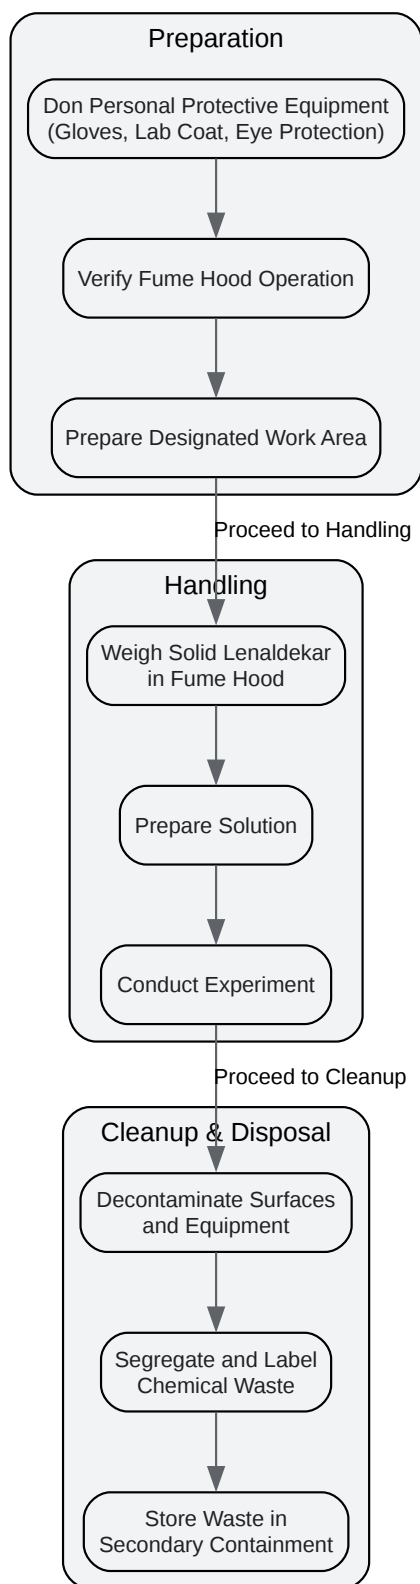 Preparation
Don Personal Protective Equipment
(Gloves, Lab Coat, Eye Protection)
Verify Fume Hood Operation
Prepare Designated Work Area
Proceed to Handling
Handling
Weigh Solid Lenaldekar
in Fume Hood
Prepare Solution
Conduct Experiment
Proceed to Cleanup
Cleanup & Disposal
Decontaminate Surfaces
and Equipment
Segregate and Label
Chemical Waste
Store Waste in
Secondary Containment